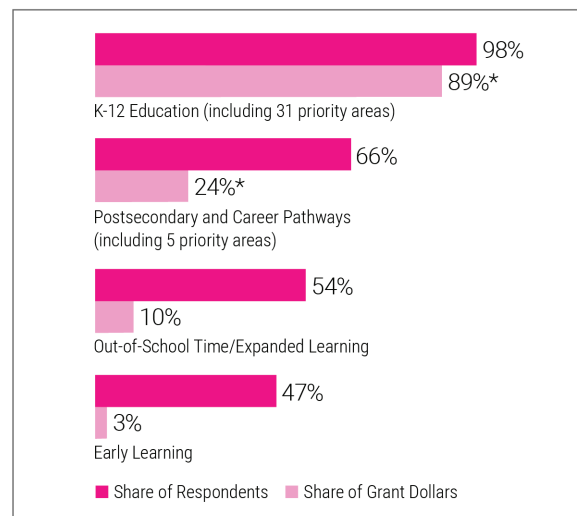 98%
89%*
K-12 Education (including 31 priority areas)
66%
24%*
Postsecondary and Career Pathways
(including 5 priority areas)
54%
10%
Out-of-School Time/Expanded Learning
47%
3%
Early Learning
Share of Respondents Share of Grant Dollars